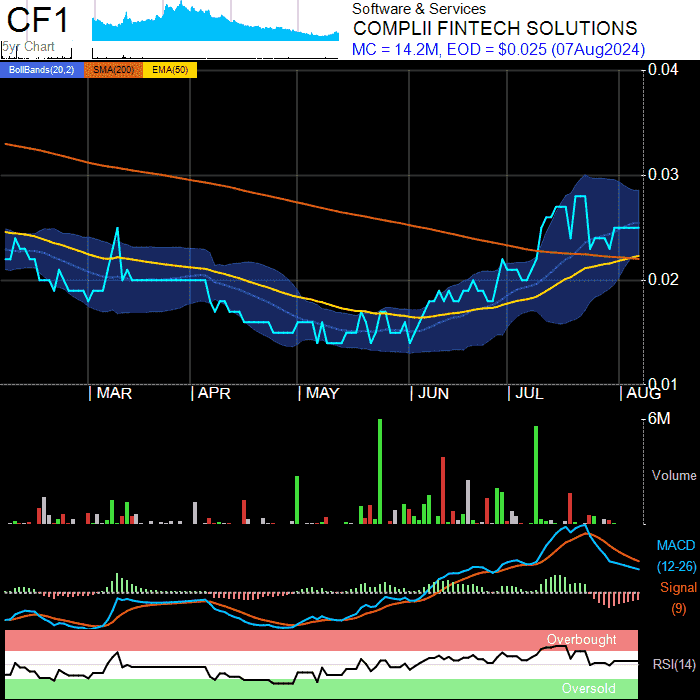 CF1
5yr Chart
Software & Services
COMPLII FINTECH SOLUTIONS
MC = 14.2M, EOD = $0.025 (07Aug2024)
BollBands(20,2) SMA(200) EMA(50)
0.04
0.03
0.02
0.01
MAR APR MAY JUN JUL AUG
6M
Volume
MACD
(12-26)
Signal
(9)
Overbought
RSI(14)
Oversold